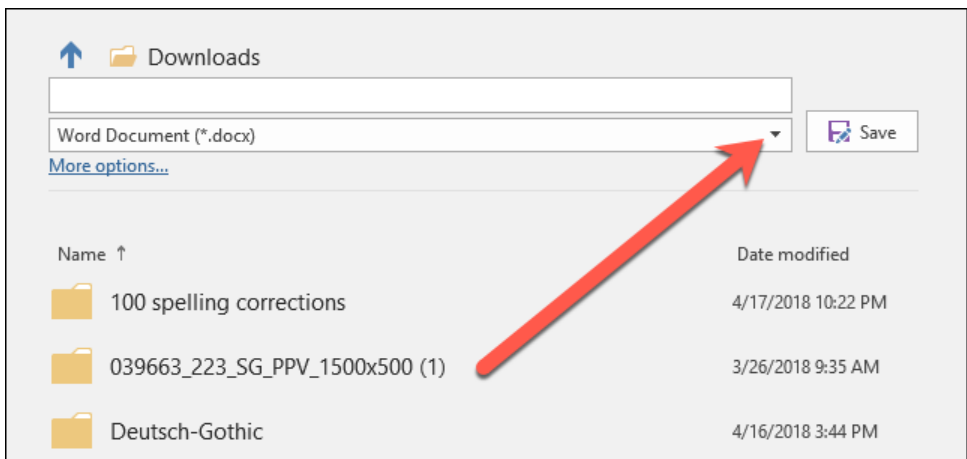 Downloads
Word Document (*.docx)
Save
More options...
Name ↑ Date modified
100 spelling corrections 4/17/2018 10:22 PM
039663_223_SG_PPV_1500x500 (1) 3/26/2018 9:35 AM
Deutsch-Gothic 4/16/2018 3:44 PM